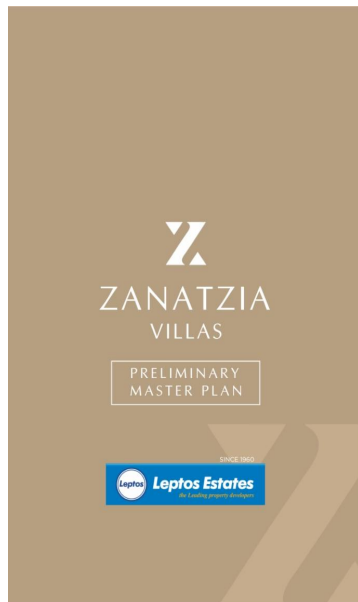 ZANATZIA
VILLAS
PRELIMINARY
MASTER PLAN
SINCE 1960
Leptos
Leptos Estates
the Leading property developers